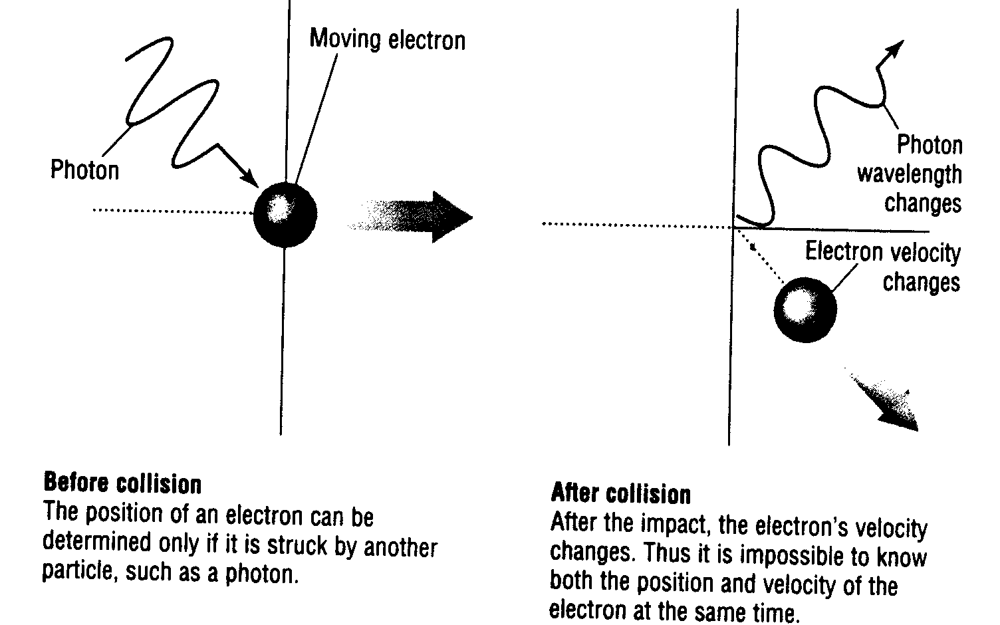 Moving electron
Photon
Before collision
The position of an electron can be
determined only if it is struck by another
particle, such as a photon.
Photon
wavelength
changes
Electron velocity
changes
After collision
After the impact, the electron's velocity
changes. Thus it is impossible to know
both the position and velocity of the
electron at the same time.